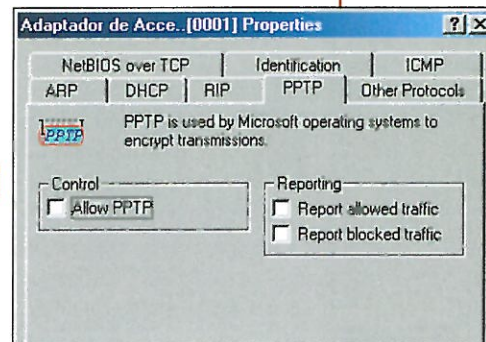 Adaptador de Acce..[0001] Properties
NetBIOS over TCP
Identification
ICMP
ARP
DHCP
RIP
PPTP
Other Protocols
PPTP
PPTP is used by Microsoft operating systems to
encrypt transmissions.
Control
Allow PPTP
Reporting
Report allowed traffic
Report blocked traffic